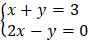 x + y = 3
2x − y = 0